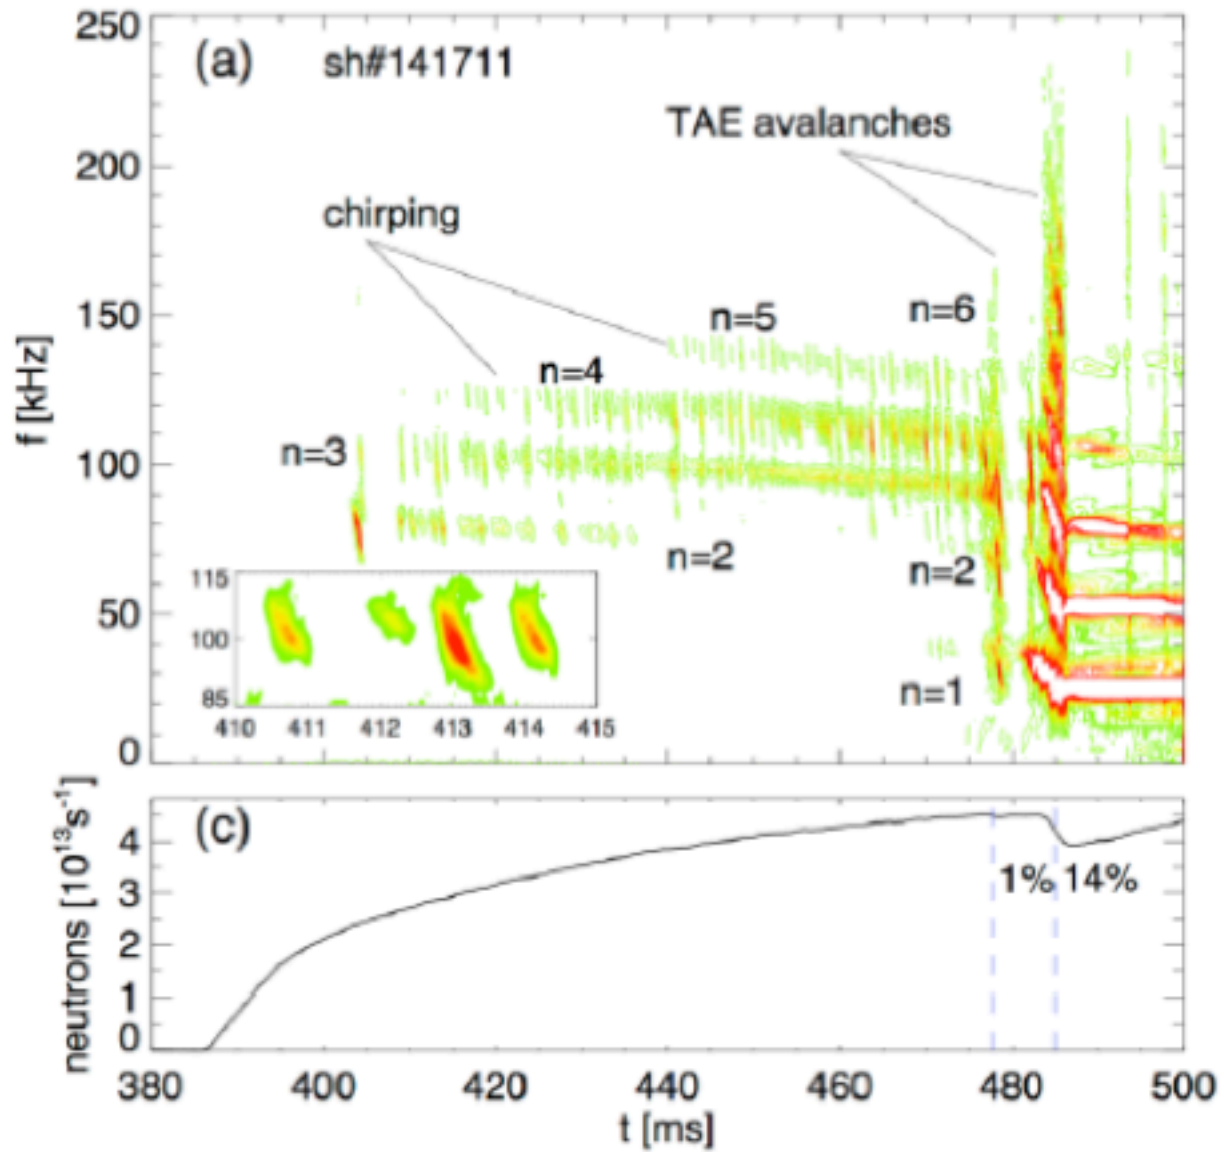 250
(a) sh#141711
TAE avalanches
200
chirping
150
n=5 n=6
n=4
n=3
100
f [kHz]
n=2 n=2
115
100
85
50
n=1
410 411 412 413 414 415
0
(c)
4
1% 14%
3
2
1
0
neutrons [10¹³s⁻¹]
380 400 420 440 460 480 500
t [ms]